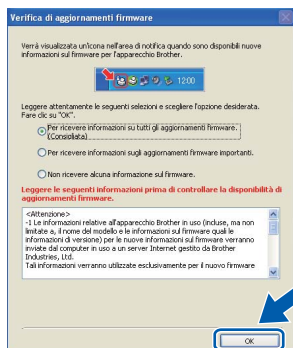 Verifica di aggiornamenti firmware
Verrà visualizzata un'icona nell'area di notifica quando sono disponibili nuove
informazioni sul firmware per l'apparecchio Brother.
12:00
Leggere attentamente le seguenti selezioni e scegliere l'opzione desiderata.
Fare clic su "OK".
Per ricevere informazioni su tutti gli aggiornamenti firmware.
(Consigliata)
Per ricevere informazioni sugli aggiornamenti firmware importanti.
Non ricevere alcuna informazione sul firmware.
Leggere le seguenti informazioni prima di controllare la disponibilità di
aggiornamenti firmware.
<Attenzione>
-1 Le informazioni relative all'apparecchio Brother in uso (incluse, ma non
limitate a, il nome del modello e le informazioni sul firmware quali le
informazioni di versione) per le nuove informazioni sul firmware verranno
inviate dal computer in uso a un server Internet gestito da Brother
Industries, Ltd.
Tali informazioni verranno utilizzate esclusivamente per il nuovo firmware
OK